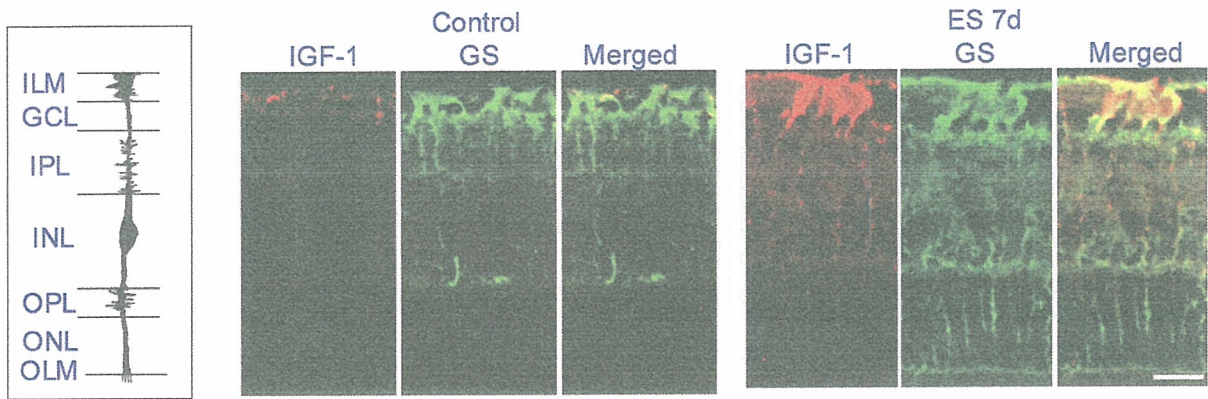 ILM
GCL
IPL
INL
OPL
ONL
OLM
Control
IGF-1 GS Merged
ES 7d
IGF-1 GS Merged